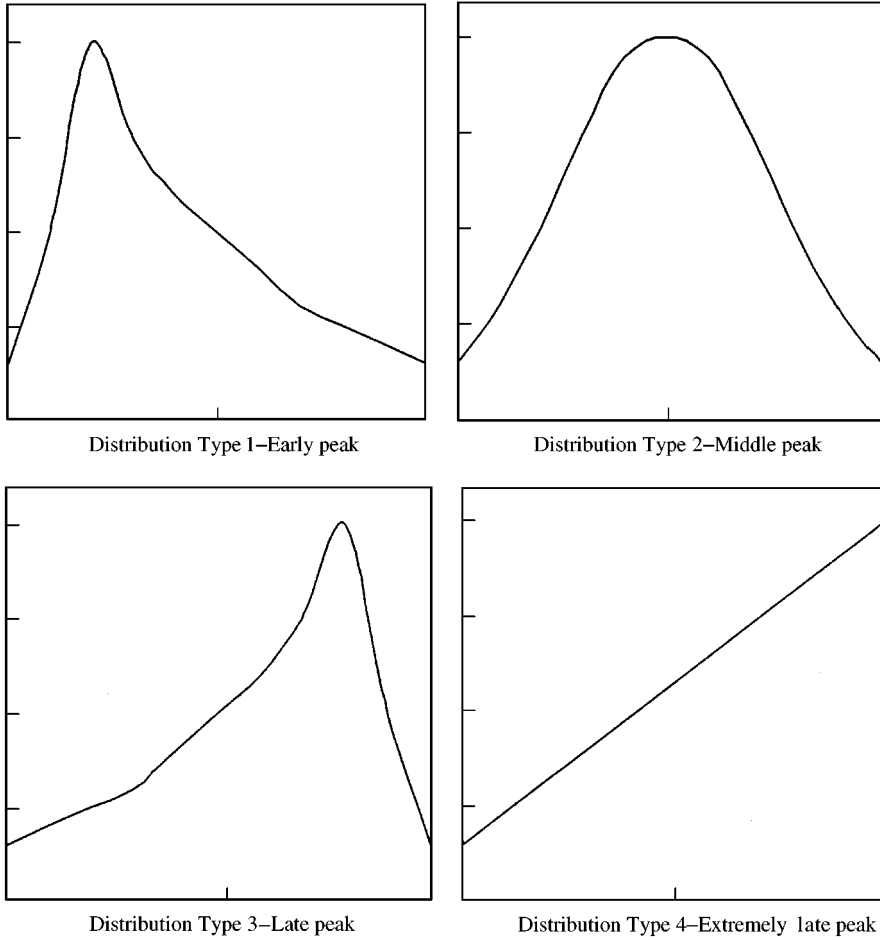 Distribution Type 1–Early peak
Distribution Type 2–Middle peak
Distribution Type 3–Late peak
Distribution Type 4–Extremely late peak